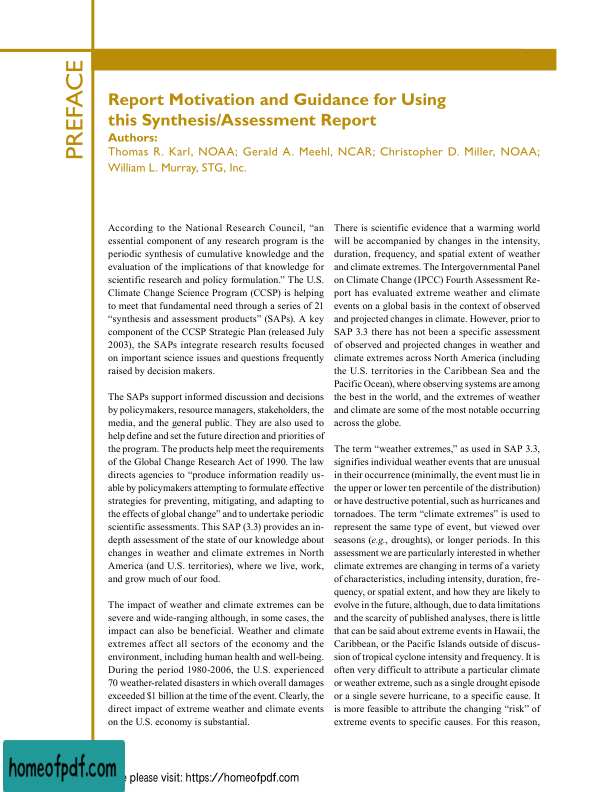 PREFACE
Report Motivation and Guidance for Using
this Synthesis/Assessment Report
Authors:
Thomas R. Karl, NOAA; Gerald A. Meehl, NCAR; Christopher D. Miller, NOAA;
William L. Murray, STG, Inc.
According to the National Research Council, “an
essential component of any research program is the
periodic synthesis of cumulative knowledge and the
evaluation of the implications of that knowledge for
scientific research and policy formulation.” The U.S.
Climate Change Science Program (CCSP) is helping
to meet that fundamental need through a series of 21
“synthesis and assessment products” (SAPs). A key
component of the CCSP Strategic Plan (released July
2003), the SAPs integrate research results focused
on important science issues and questions frequently
raised by decision makers.
The SAPs support informed discussion and decisions
by policymakers, resource managers, stakeholders, the
media, and the general public. They are also used to
help define and set the future direction and priorities of
the program. The products help meet the requirements
of the Global Change Research Act of 1990. The law
directs agencies to “produce information readily us-
able by policymakers attempting to formulate effective
strategies for preventing, mitigating, and adapting to
the effects of global change” and to undertake periodic
scientific assessments. This SAP (3.3) provides an in-
depth assessment of the state of our knowledge about
changes in weather and climate extremes in North
America (and U.S. territories), where we live, work,
and grow much of our food.
The impact of weather and climate extremes can be
severe and wide-ranging although, in some cases, the
impact can also be beneficial. Weather and climate
extremes affect all sectors of the economy and the
environment, including human health and well-being.
During the period 1980-2006, the U.S. experienced
70 weather-related disasters in which overall damages
exceeded $1 billion at the time of the event. Clearly, the
direct impact of extreme weather and climate events
on the U.S. economy is substantial.
There is scientific evidence that a warming world
will be accompanied by changes in the intensity,
duration, frequency, and spatial extent of weather
and climate extremes. The Intergovernmental Panel
on Climate Change (IPCC) Fourth Assessment Re-
port has evaluated extreme weather and climate
events on a global basis in the context of observed
and projected changes in climate. However, prior to
SAP 3.3 there has not been a specific assessment
of observed and projected changes in weather and
climate extremes across North America (including
the U.S. territories in the Caribbean Sea and the
Pacific Ocean), where observing systems are among
the best in the world, and the extremes of weather
and climate are some of the most notable occurring
across the globe.
The term “weather extremes,” as used in SAP 3.3,
signifies individual weather events that are unusual
in their occurrence (minimally, the event must lie in
the upper or lower ten percentile of the distribution)
or have destructive potential, such as hurricanes and
tornadoes. The term “climate extremes” is used to
represent the same type of event, but viewed over
seasons (e.g., droughts), or longer periods. In this
assessment we are particularly interested in whether
climate extremes are changing in terms of a variety
of characteristics, including intensity, duration, fre-
quency, or spatial extent, and how they are likely to
evolve in the future, although, due to data limitations
and the scarcity of published analyses, there is little
that can be said about extreme events in Hawaii, the
Caribbean, or the Pacific Islands outside of discus-
sion of tropical cyclone intensity and frequency. It is
often very difficult to attribute a particular climate
or weather extreme, such as a single drought episode
or a single severe hurricane, to a specific cause. It
is more feasible to attribute the changing “risk” of
extreme events to specific causes. For this reason,
homeofpdf.com
please visit: https://homeofpdf.com